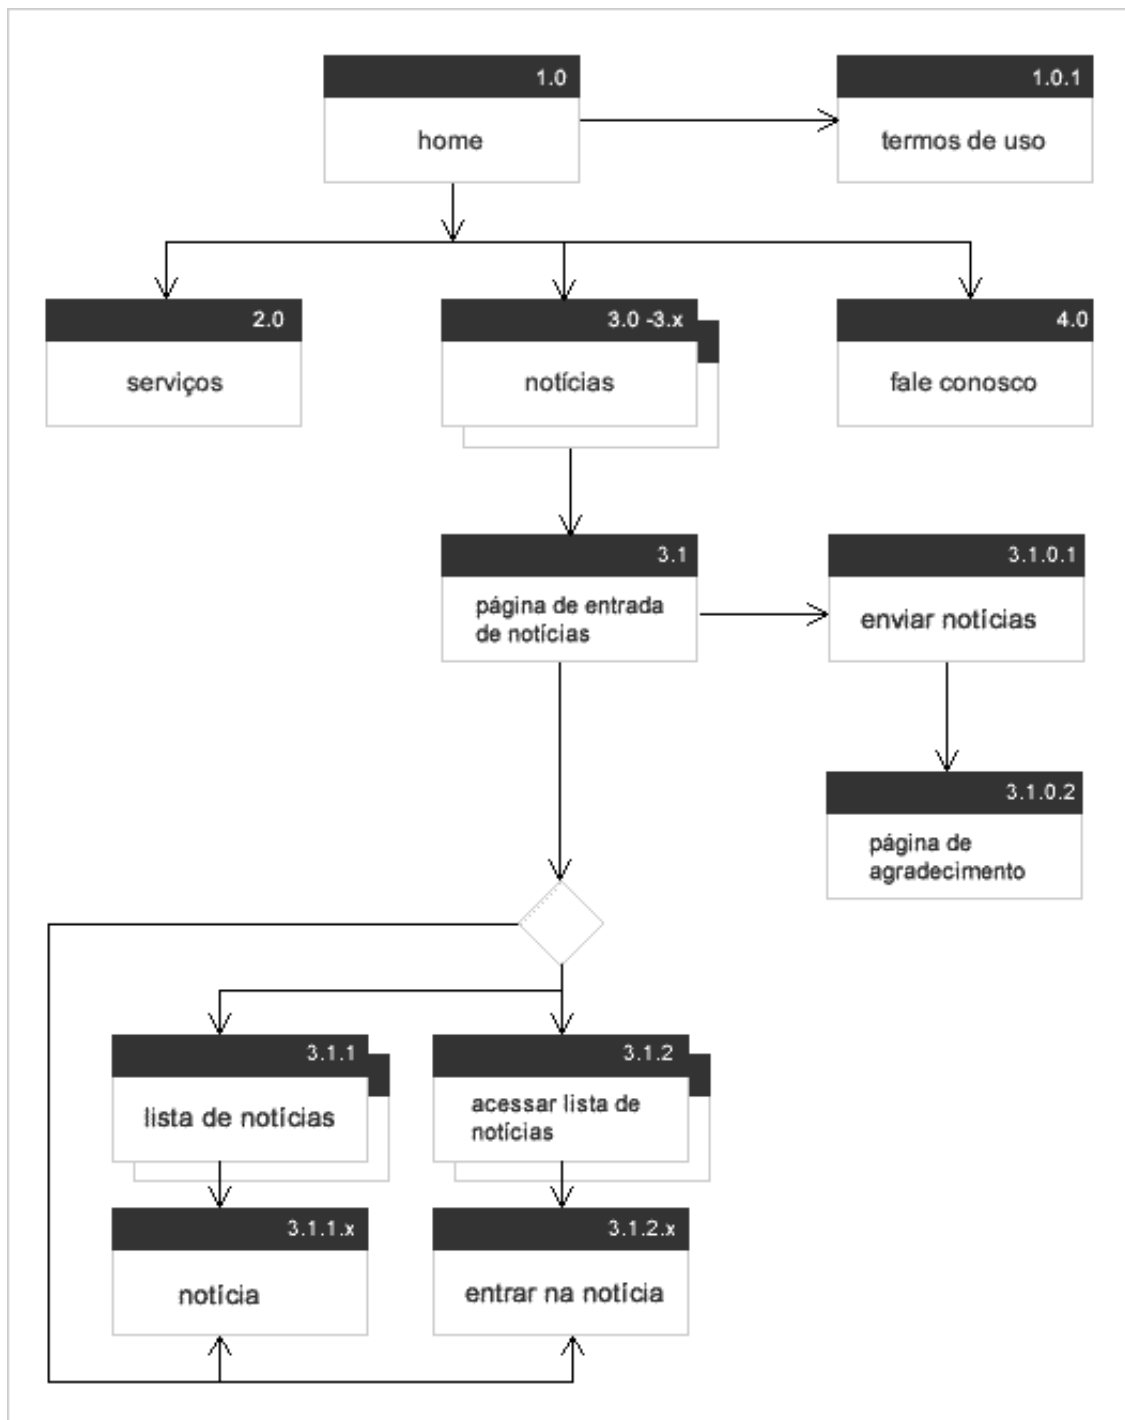 1.0
home
1.0.1
termos de uso
2.0
serviços
3.0 -3.x
notícias
4.0
fale conosco
3.1
página de entrada
de notícias
3.1.0.1
enviar notícias
3.1.0.2
página de
agradecimento
3.1.1
lista de notícias
3.1.2
acessar lista de
notícias
3.1.1.x
notícia
3.1.2.x
entrar na notícia